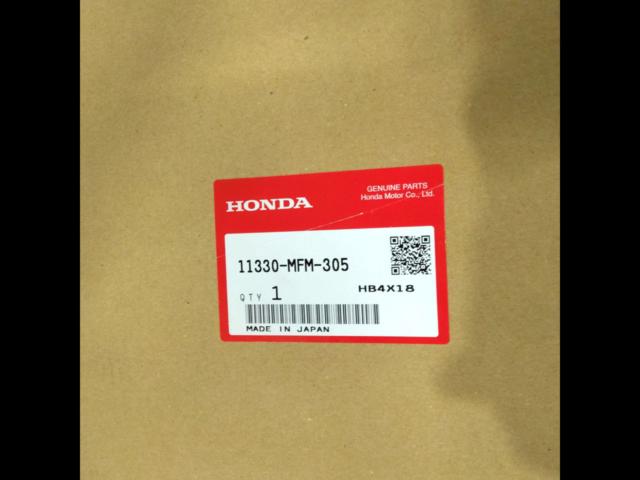 GENUINE PARTS
HONDA
Honda Motor Co., Ltd.
11330-MFM-305
QTY 1
HB4X18
MADE IN JAPAN